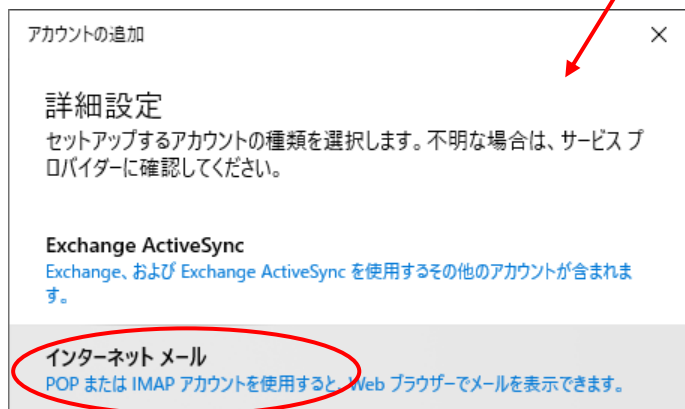 アカウントの追加
詳細設定
セットアップするアカウントの種類を選択します。不明な場合は、サービス プ
ロバイダーに確認してください。
Exchange ActiveSync
Exchange、および Exchange ActiveSync を使用するその他のアカウントが含まれま
す。
インターネット メール
POP または IMAP アカウントを使用すると、Web ブラウザーでメールを表示できます。